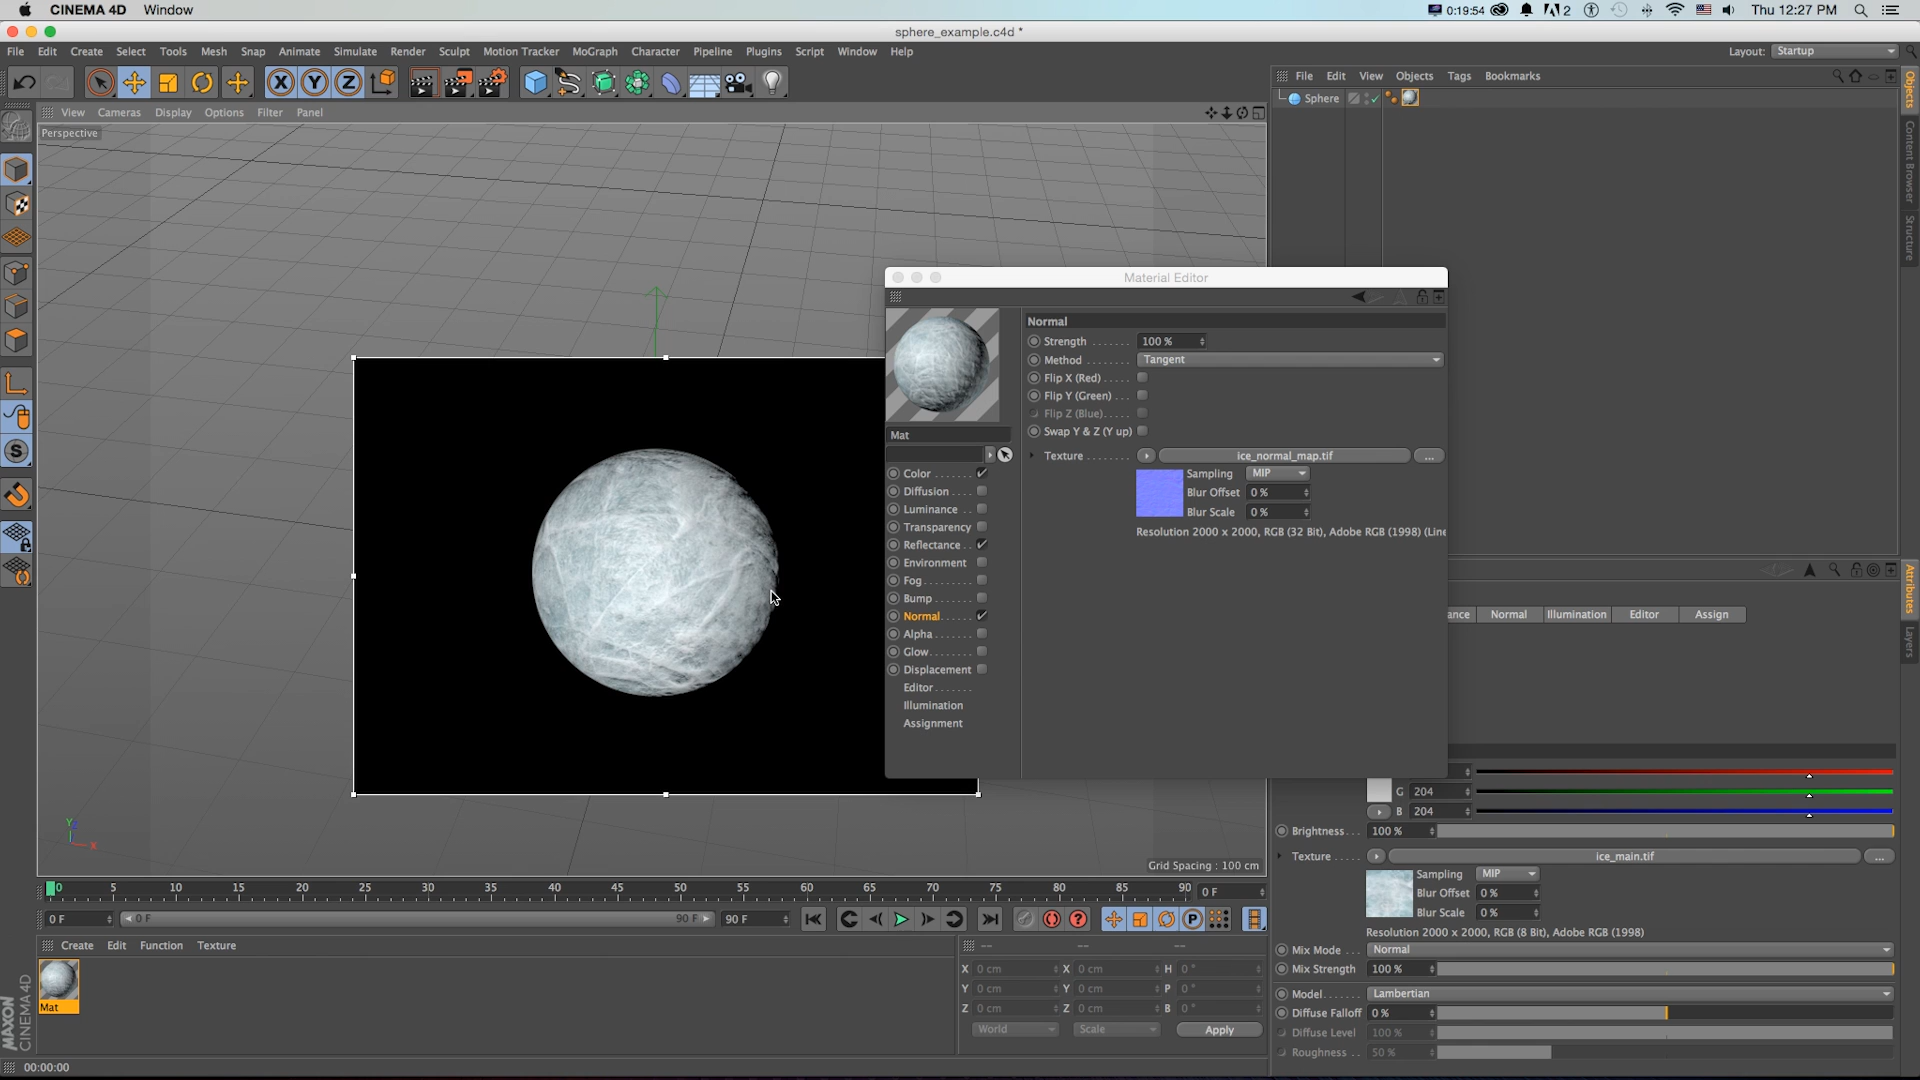 CINEMA 4D Window
0:19:54 2 Thu 12:27 PM
sphere_example.c4d *
File Edit Create Select Tools Mesh Snap Animate Simulate Render Sculpt Motion Tracker MoGraph Character Pipeline Plugins Script Window Help
Layout: Startup
X Y Z
File Edit View Objects Tags Bookmarks
View Cameras Display Options Filter Panel
Sphere
Perspective
Objects
Content Browser
Structure
Material Editor
Normal
Strength ....... 100 %
Method ........ Tangent
Flip X (Red) .....
Flip Y (Green) ...
Flip Z (Blue) .....
Swap Y & Z (Y up)
Mat
Texture ........ ice_normal_map.tif ...
Sampling MIP
Blur Offset 0 %
Blur Scale 0 %
Resolution 2000 x 2000, RGB (32 Bit), Adobe RGB (1998) (Line
Color .......
Diffusion ....
Luminance ..
Transparency
Reflectance ..
Environment
Fog ........
Bump .......
Normal ......
Alpha .......
Glow ........
Displacement
Editor .......
Illumination
Assignment
Attributes
Layers
ance Normal Illumination Editor Assign
G 204
B 204
Brightness... 100 %
Texture ..... ice_main.tif ...
Sampling MIP
Blur Offset 0 %
Blur Scale 0 %
Resolution 2000 x 2000, RGB (8 Bit), Adobe RGB (1998)
Mix Mode ... Normal
Mix Strength 100 %
Model ....... Lambertian
Diffuse Falloff 0 %
Diffuse Level 100 %
Roughness .. 50 %
Y
X
Grid Spacing : 100 cm
0 5 10 15 20 25 30 35 40 45 50 55 60 65 70 75 80 85 90 0 F
0 F 0 F 90 F 90 F
Create Edit Function Texture
-- -- --
Mat
X 0 cm X 0 cm H 0 °
Y 0 cm Y 0 cm P 0 °
Z 0 cm Z 0 cm B 0 °
World Scale Apply
MAXON
CINEMA 4D
00:00:00